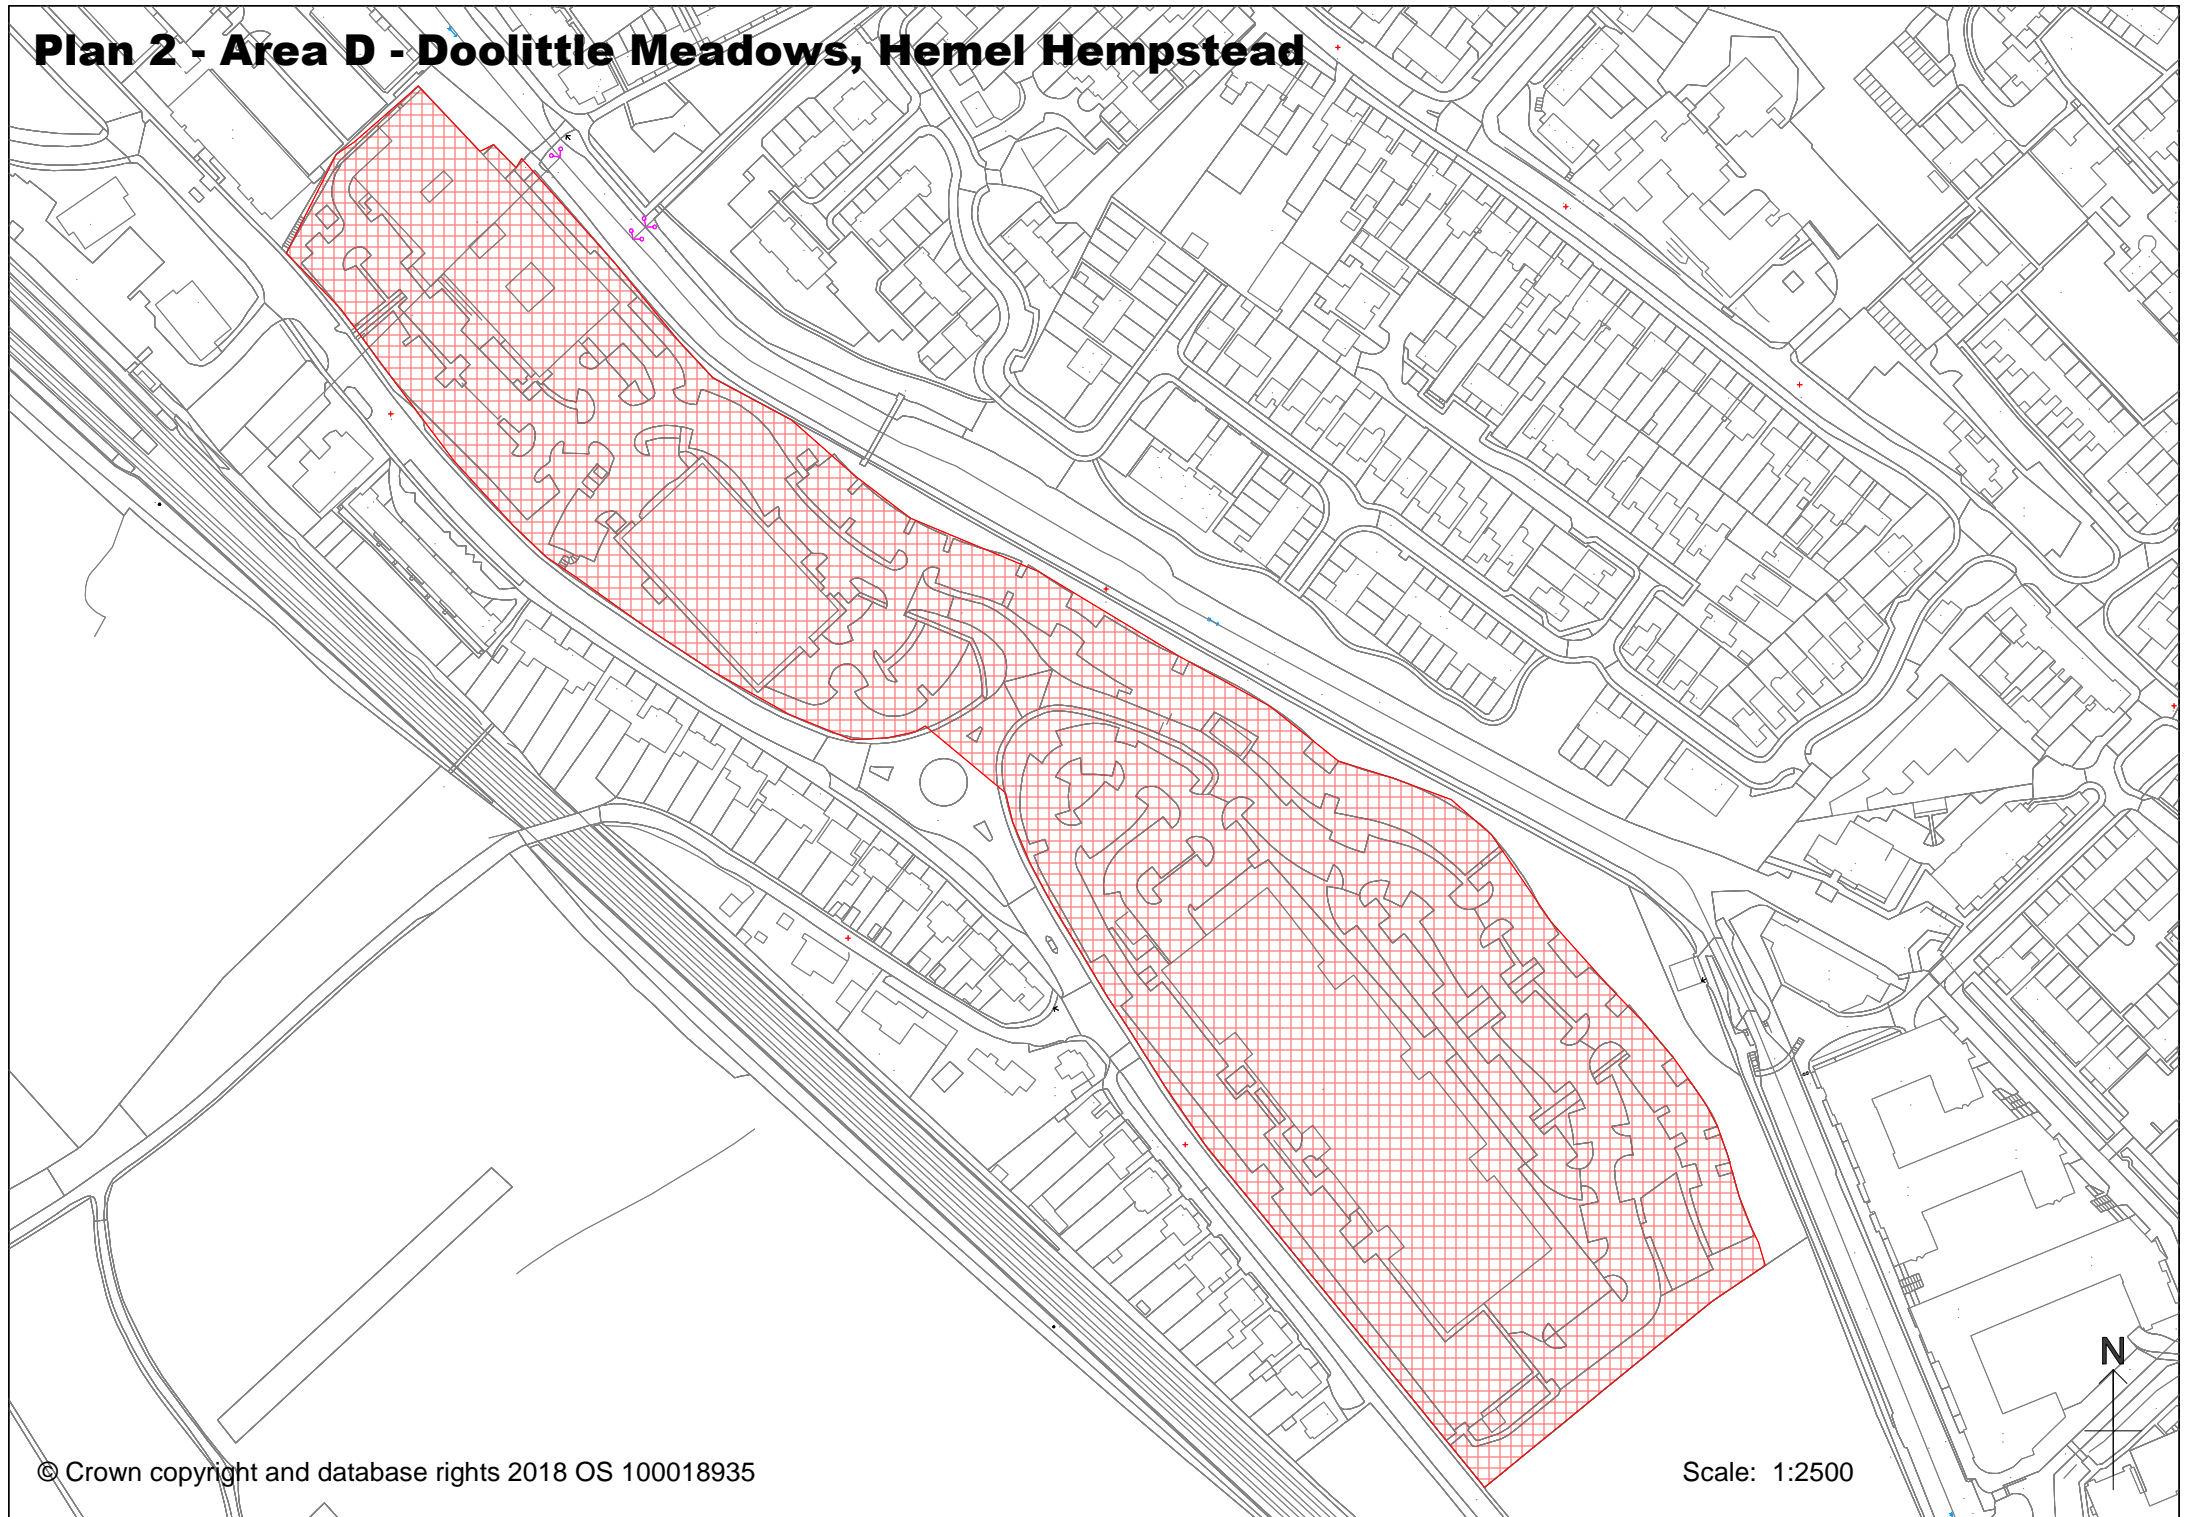 Plan 2 - Area D - Doolittle Meadows, Hemel Hempstead
N
© Crown copyright and database rights 2018 OS 100018935
Scale: 1:2500